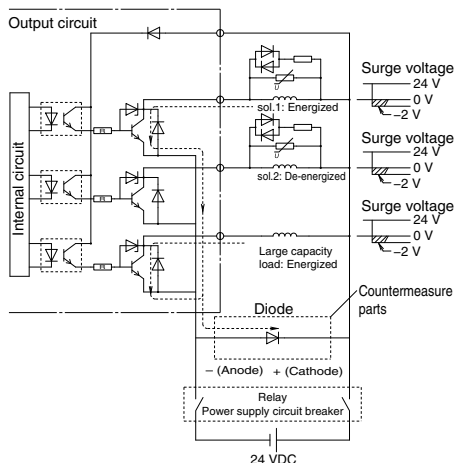 Output circuit
Internal circuit
sol.1: Energized
Surge voltage
24 V
0 V
–2 V
sol.2: De-energized
Surge voltage
24 V
0 V
–2 V
Large capacity
load: Energized
Surge voltage
24 V
0 V
–2 V
Countermeasure
parts
Diode
– (Anode)
+ (Cathode)
Relay
Power supply circuit breaker
24 VDC